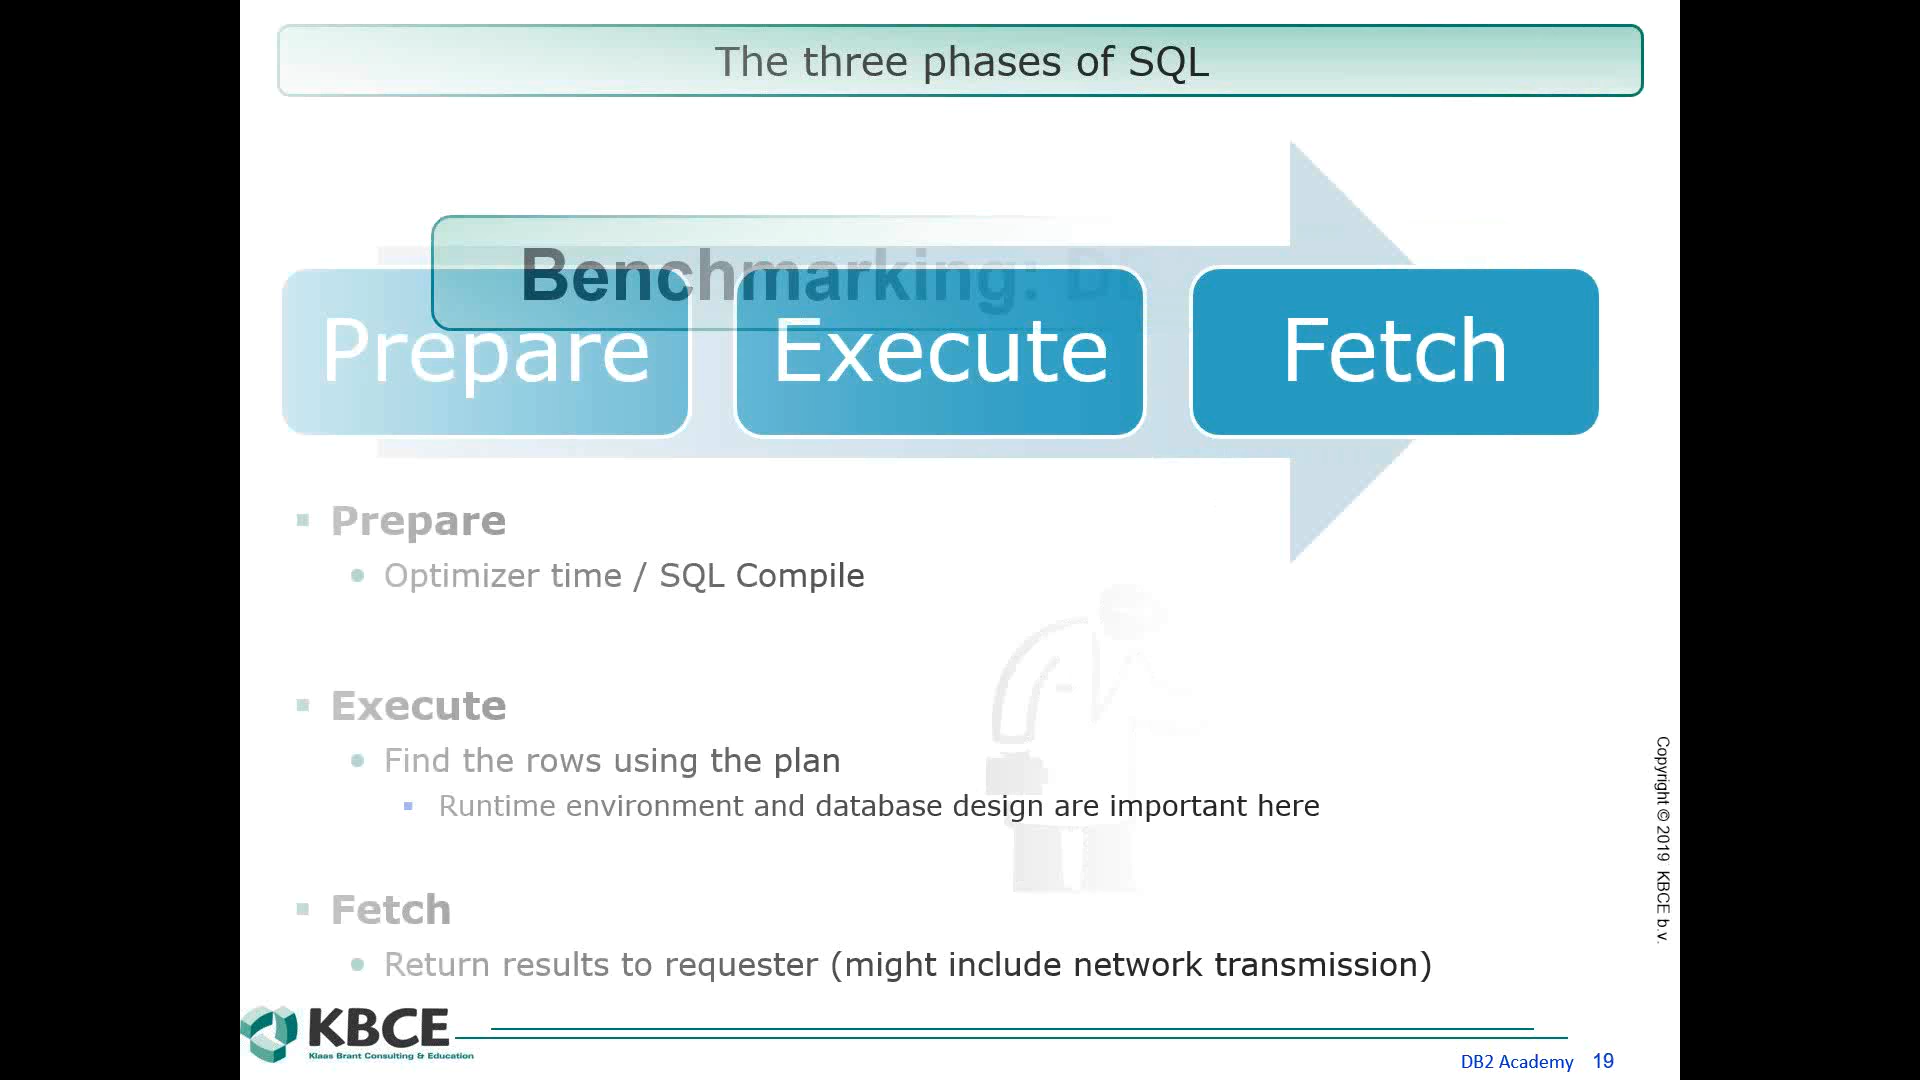 The three phases of SQL
Benchmarking:
Prepare
Execute
Fetch
Prepare
Optimizer time / SQL Compile
Execute
Find the rows using the plan
Runtime environment and database design are important here
Fetch
Return results to requester (might include network transmission)
Copyright © 2019 KBCE b.v.
KBCE
Klaas Brant Consulting & Education
DB2 Academy 19